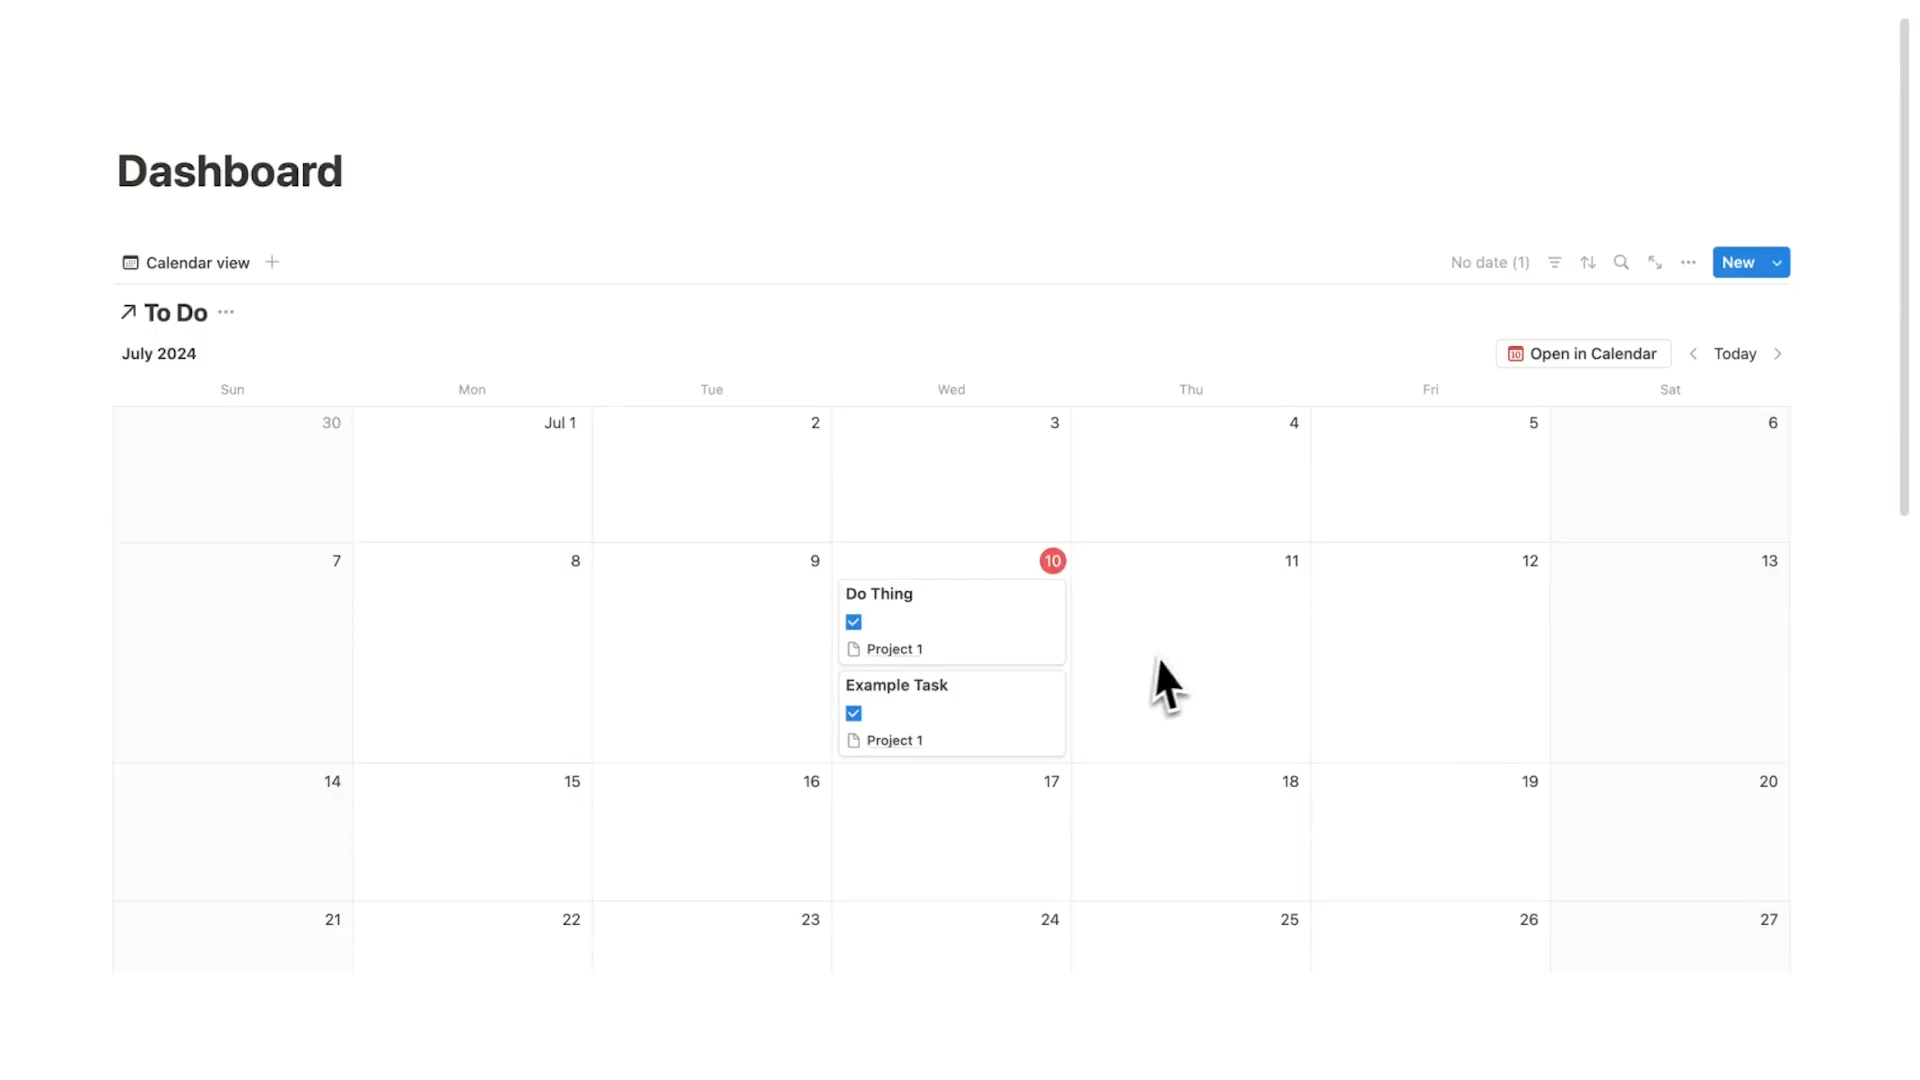 Dashboard
Calendar view
No date (1)
New
To Do
July 2024
10 Open in Calendar
Today
Sun Mon Tue Wed Thu Fri Sat
30 Jul 1 2 3 4 5 6
7 8 9 10 11 12 13
Do Thing
Project 1
Example Task
Project 1
14 15 16 17 18 19 20
21 22 23 24 25 26 27